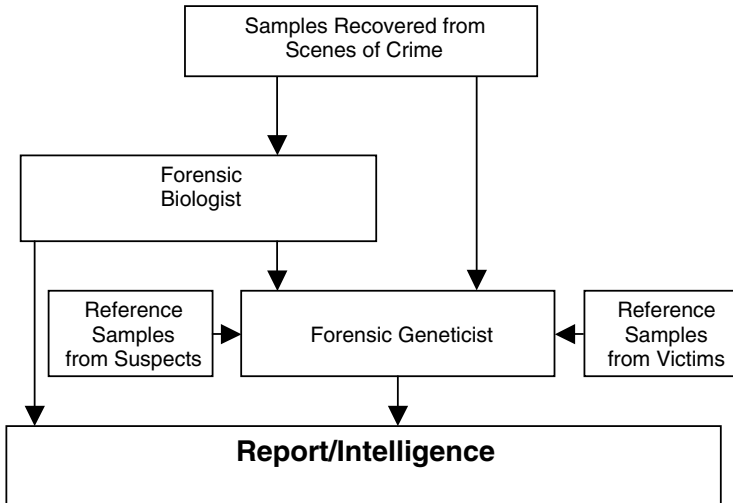 Samples Recovered from
Scenes of Crime
Forensic
Biologist
Reference
Samples
from Suspects
Forensic Geneticist
Reference
Samples
from Victims
Report/Intelligence